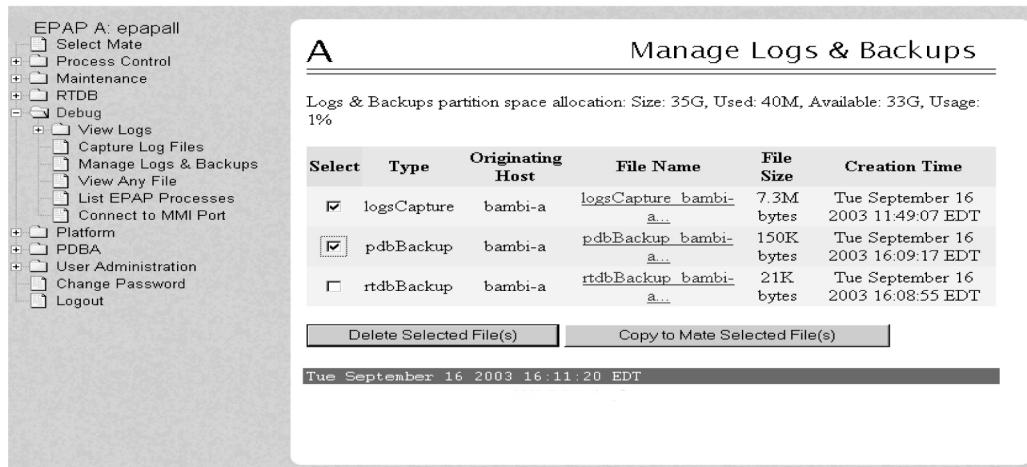 EPAP A: epapall
Select Mate
Process Control
Maintenance
RTDB
Debug
View Logs
Capture Log Files
Manage Logs & Backups
View Any File
List EPAP Processes
Connect to MMI Port
Platform
PDBA
User Administration
Change Password
Logout
A
Manage Logs & Backups
Logs & Backups partition space allocation: Size: 35G, Used: 40M, Available: 33G, Usage:
1%
Select Type Originating Host File Name File Size Creation Time
logsCapture bambi-a logsCapture_bambi-a... 7.3M bytes Tue September 16 2003 11:49:07 EDT
pdbBackup bambi-a pdbBackup_bambi-a... 150K bytes Tue September 16 2003 16:09:17 EDT
rtdbBackup bambi-a rtdbBackup_bambi-a... 21K bytes Tue September 16 2003 16:08:55 EDT
Delete Selected File(s) Copy to Mate Selected File(s)
Tue September 16 2003 16:11:20 EDT